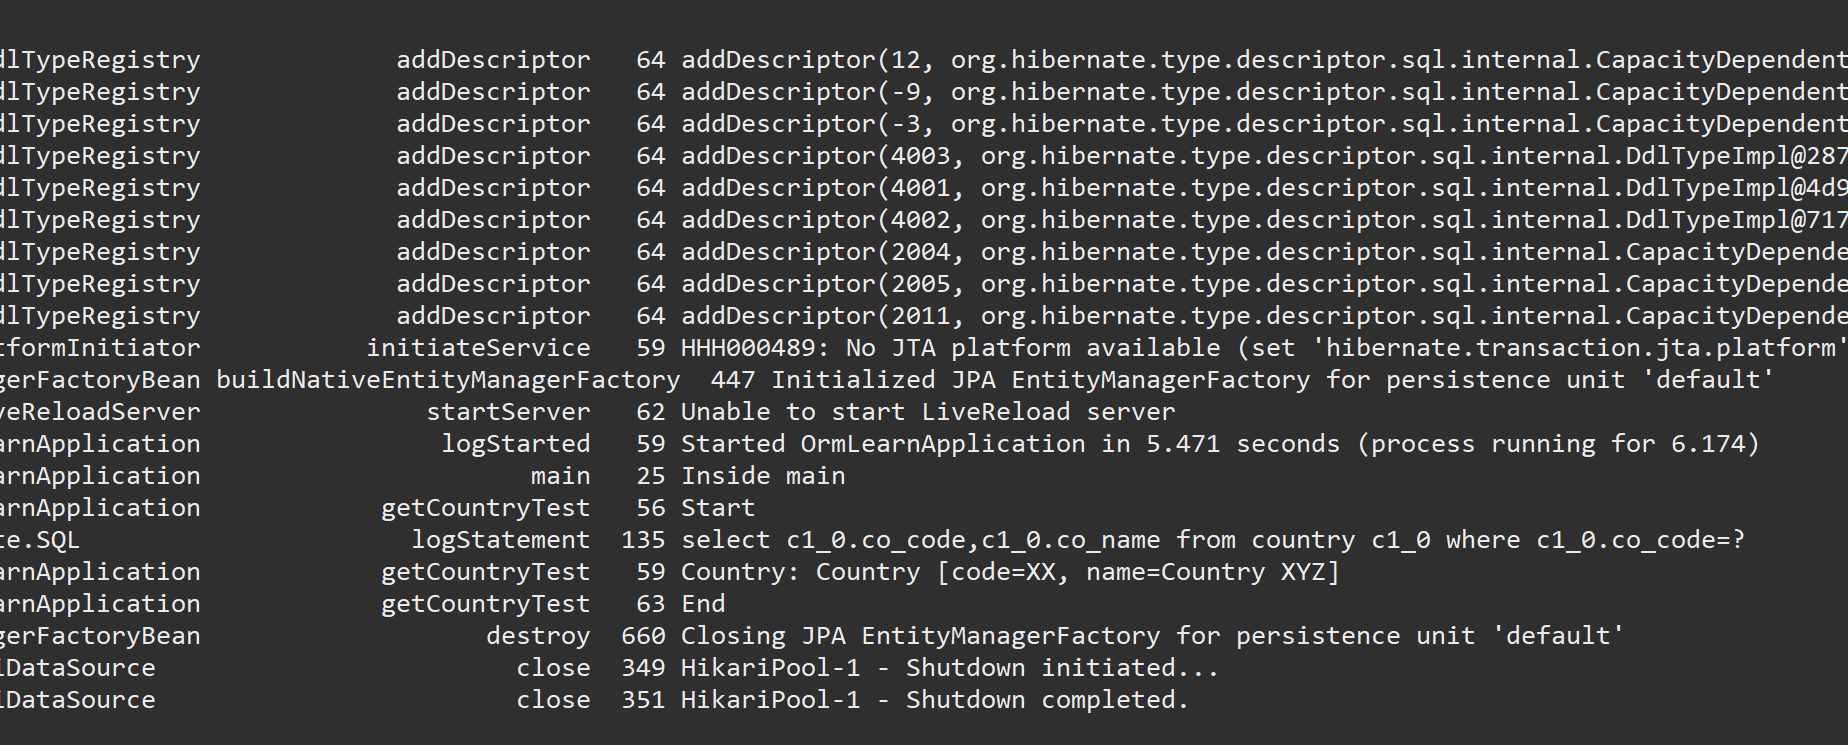 dlTypeRegistry addDescriptor 64 addDescriptor(12, org.hibernate.type.descriptor.sql.internal.CapacityDependent
dlTypeRegistry addDescriptor 64 addDescriptor(-9, org.hibernate.type.descriptor.sql.internal.CapacityDependent
dlTypeRegistry addDescriptor 64 addDescriptor(-3, org.hibernate.type.descriptor.sql.internal.CapacityDependent
dlTypeRegistry addDescriptor 64 addDescriptor(4003, org.hibernate.type.descriptor.sql.internal.DdlTypeImpl@287
dlTypeRegistry addDescriptor 64 addDescriptor(4001, org.hibernate.type.descriptor.sql.internal.DdlTypeImpl@4d9
dlTypeRegistry addDescriptor 64 addDescriptor(4002, org.hibernate.type.descriptor.sql.internal.DdlTypeImpl@717
dlTypeRegistry addDescriptor 64 addDescriptor(2004, org.hibernate.type.descriptor.sql.internal.CapacityDepende
dlTypeRegistry addDescriptor 64 addDescriptor(2005, org.hibernate.type.descriptor.sql.internal.CapacityDepende
dlTypeRegistry addDescriptor 64 addDescriptor(2011, org.hibernate.type.descriptor.sql.internal.CapacityDepende
tformInitiator initiateService 59 HHH000489: No JTA platform available (set 'hibernate.transaction.jta.platform'
gerFactoryBean buildNativeEntityManagerFactory 447 Initialized JPA EntityManagerFactory for persistence unit 'default'
veReloadServer startServer 62 Unable to start LiveReload server
arnApplication logStarted 59 Started OrmLearnApplication in 5.471 seconds (process running for 6.174)
arnApplication main 25 Inside main
arnApplication getCountryTest 56 Start
te.SQL logStatement 135 select c1_0.co_code,c1_0.co_name from country c1_0 where c1_0.co_code=?
arnApplication getCountryTest 59 Country: Country [code=XX, name=Country XYZ]
arnApplication getCountryTest 63 End
gerFactoryBean destroy 660 Closing JPA EntityManagerFactory for persistence unit 'default'
iDataSource close 349 HikariPool-1 - Shutdown initiated...
iDataSource close 351 HikariPool-1 - Shutdown completed.